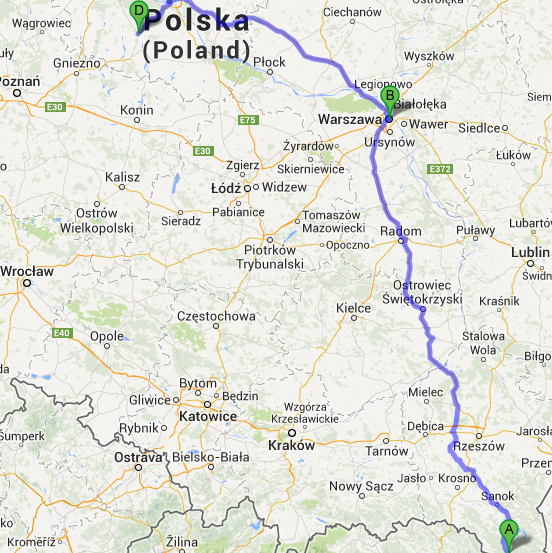 D
Polska
(Poland)
Wągrowiec
Ciechanów
Gniezno
Płock
Wyszków
Poznań
Legionowo
E30
Konin
E75
B
Białołęka
Warszawa
Wawer
Siedlce
Ursynów
E30
Zgierz
Żyrardów
Skierniewice
E372
Łuków
Kalisz
Łódź
Widzew
Pabianice
Ostrów
Wielkopolski
Sieradz
Tomaszów
Mazowiecki
Radom
Puławy
Lubartów
Piotrków
Trybunalski
Opoczno
Lublin
Wrocław
Ostrowiec
Świętokrzyski
Kraśnik
Częstochowa
Kielce
E40
Opole
Stalowa
Wola
Biłgo
Bytom
Będzin
Mielec
Gliwice
Katowice
Wzgórza
Krzesławickie
Dębica
Rybnik
Kraków
Tarnów
Rzeszów
Jarosła
Šumperk
Ostrava
Bielsko-Biała
Jasło
Krosno
Przem
Nowy Sącz
Sanok
A
Kroměříž
Žilina